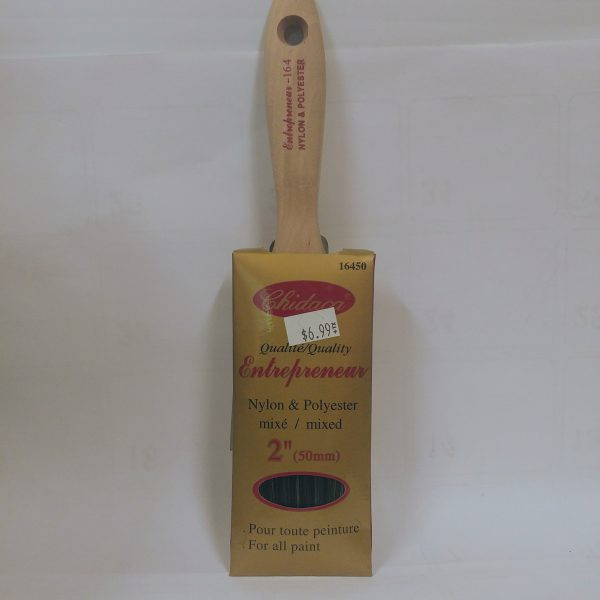 Entrepreneur - 164
NYLON & POLYESTER
16450
Chidaca
$6.99
Qualité/Quality
Entrepreneur
Nylon & Polyester
mixé / mixed
2" (50mm)
Pour toute peinture
For all paint